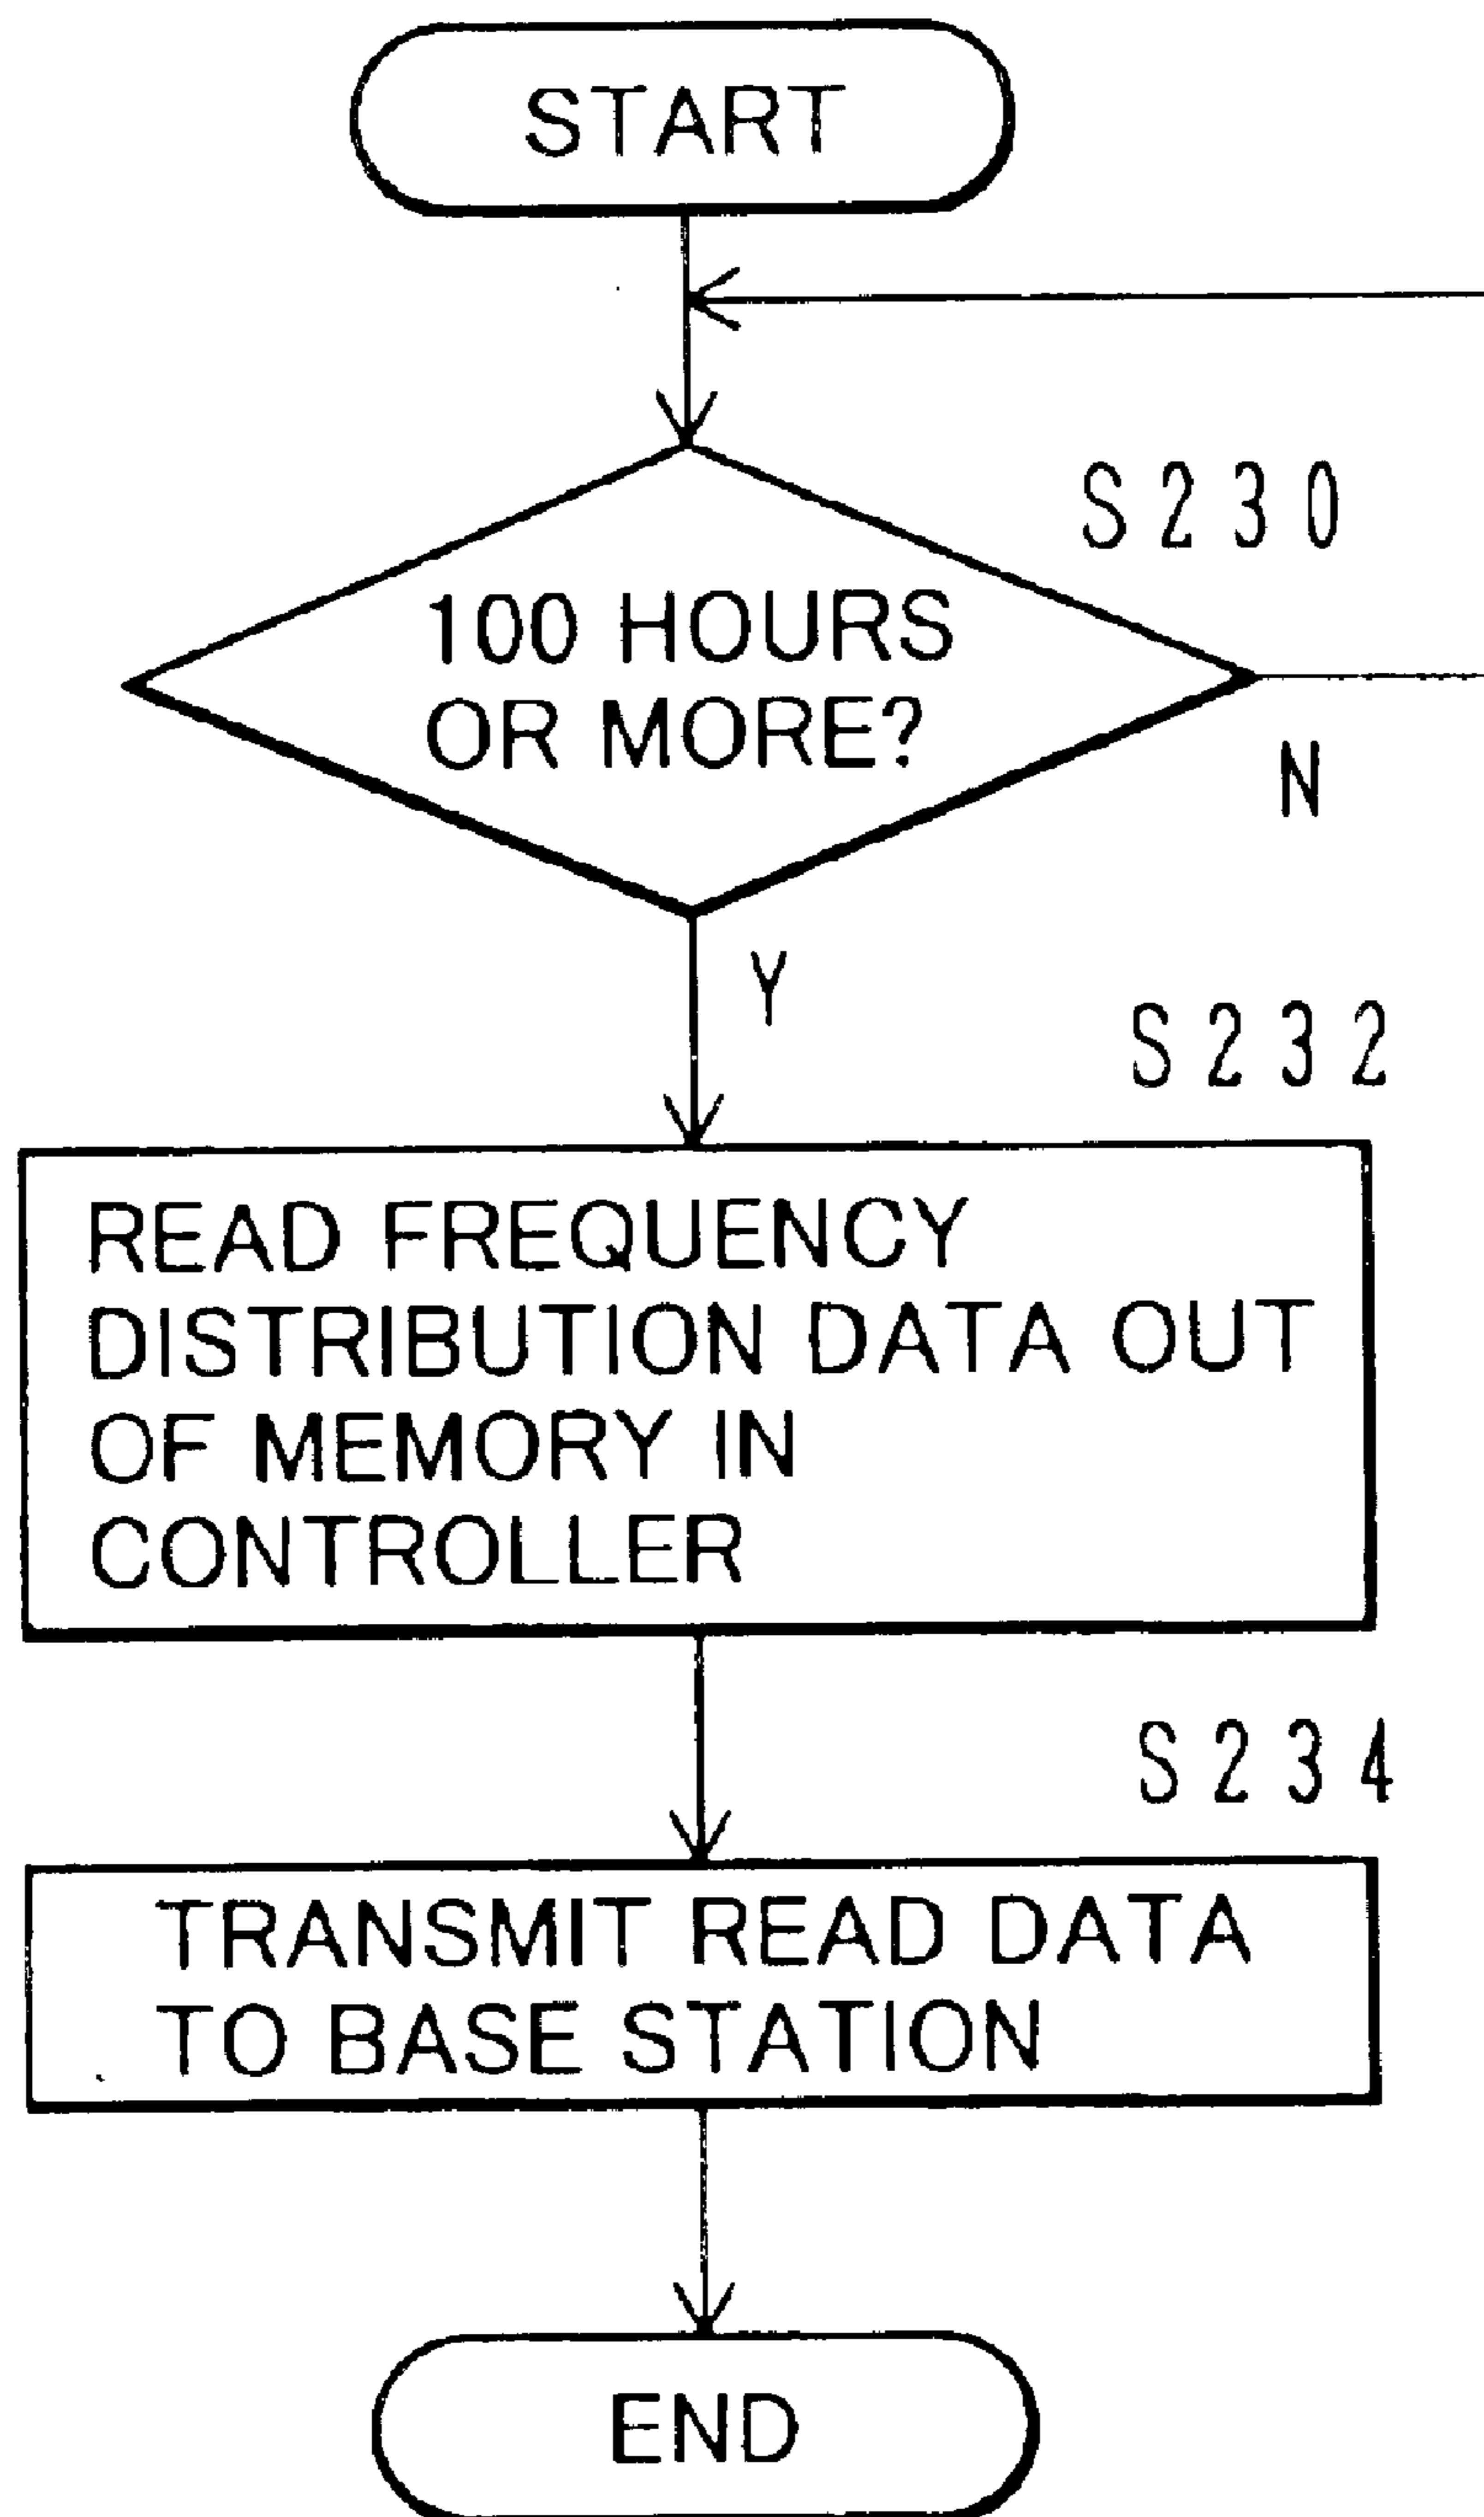 START
S230
100 HOURS
OR MORE?
N
Y
S232
READ FREQUENCY
DISTRIBUTION DATA OUT
OF MEMORY IN
CONTROLLER
S234
TRANSMIT READ DATA
TO BASE STATION
END